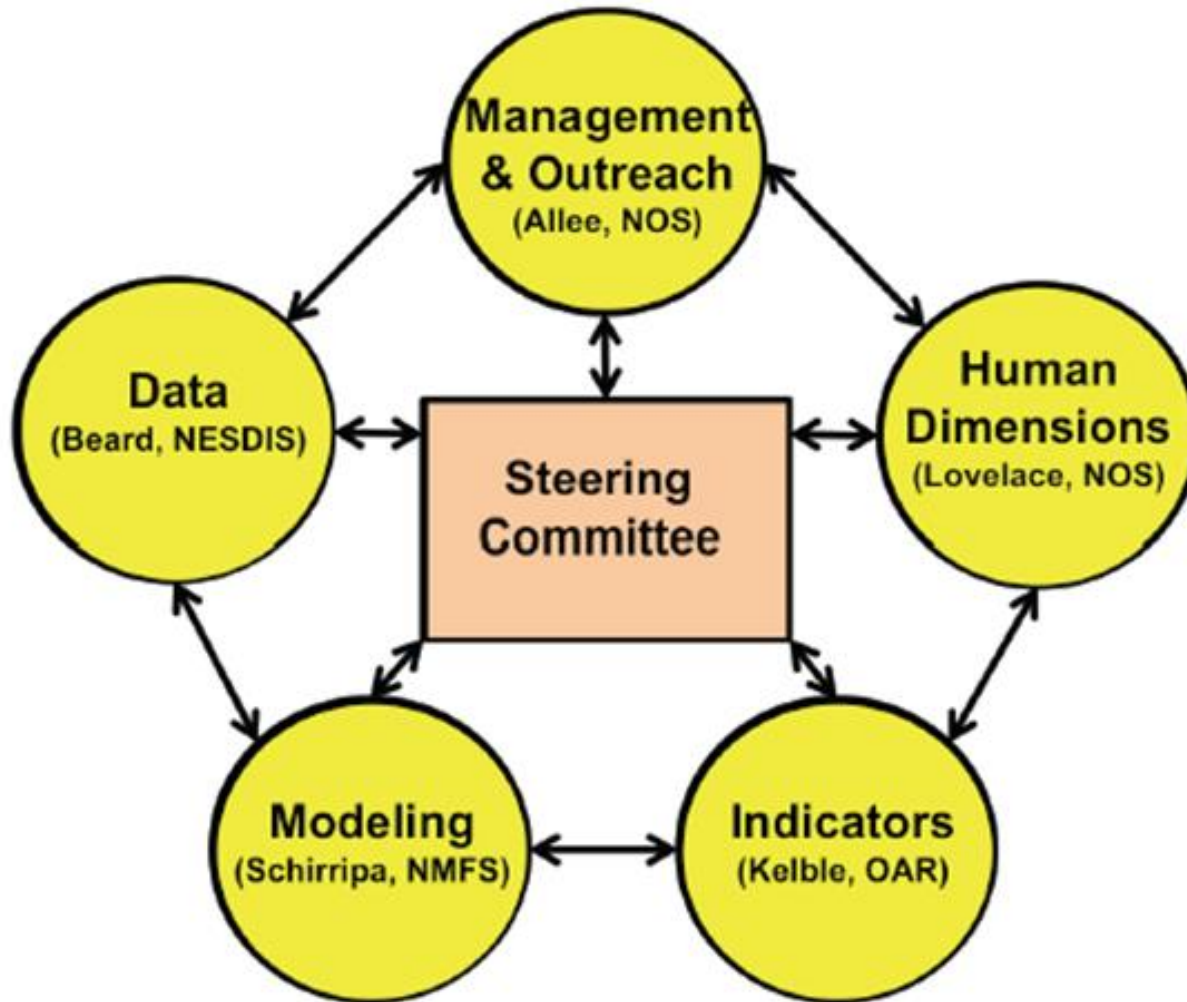 Management
& Outreach
(Allee, NOS)
Data
(Beard, NESDIS)
Human
Dimensions
(Lovelace, NOS)
Steering
Committee
Modeling
(Schirripa, NMFS)
Indicators
(Kelble, OAR)